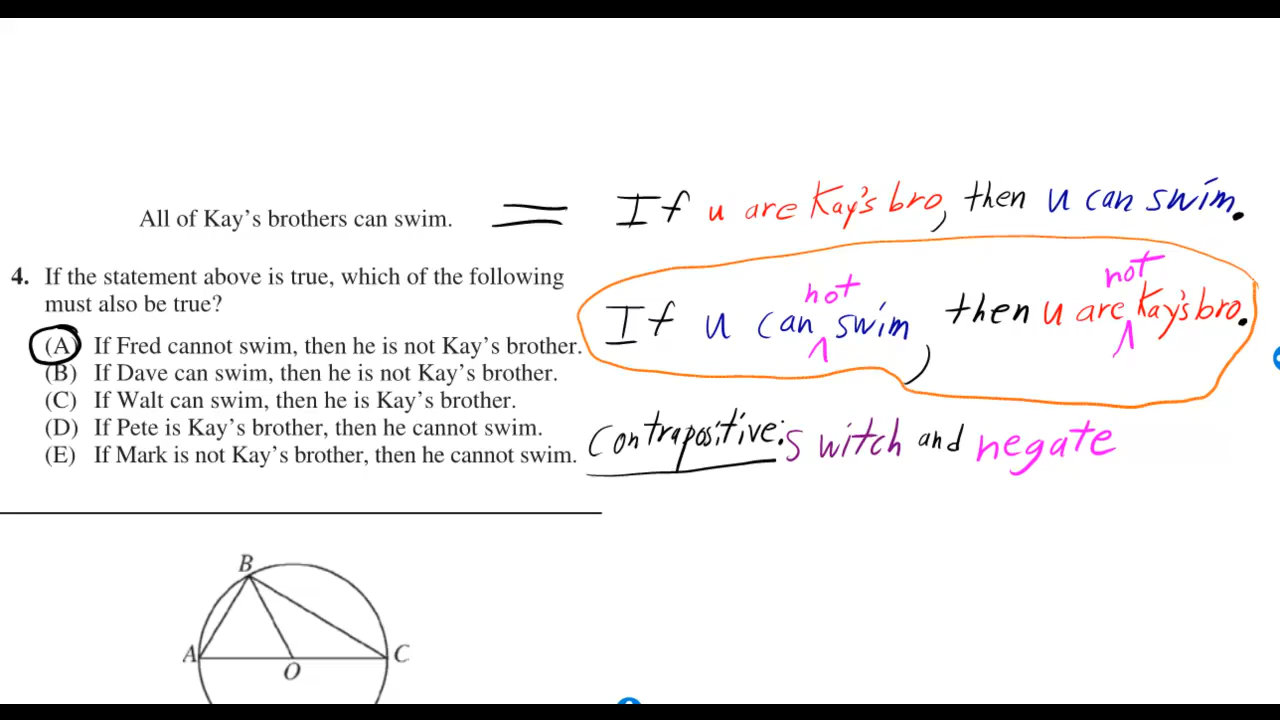 All of Kay's brothers can swim. = If u are Kay's bro, then u can swim.
4. If the statement above is true, which of the following
must also be true?
If u can not swim, then u are not Kay's bro.
(A) If Fred cannot swim, then he is not Kay's brother.
(B) If Dave can swim, then he is not Kay's brother.
(C) If Walt can swim, then he is Kay's brother.
(D) If Pete is Kay's brother, then he cannot swim.
(E) If Mark is not Kay's brother, then he cannot swim.
Contrapositive: switch and negate
B
A
C
O